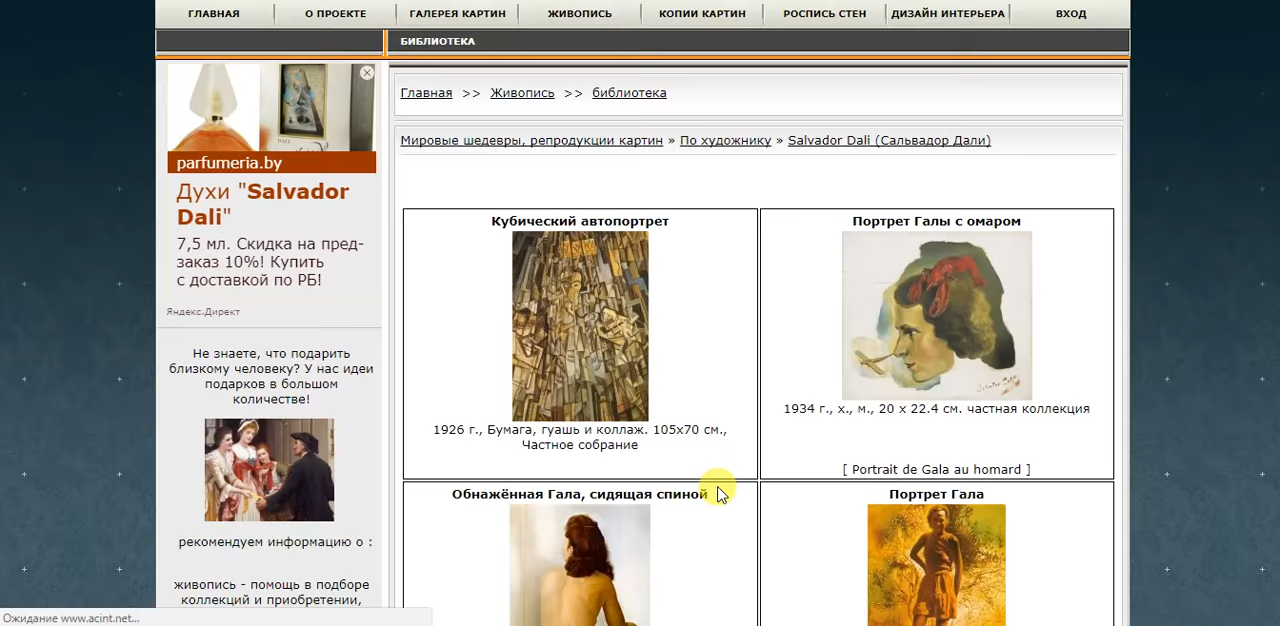 ГЛАВНАЯ
О ПРОЕКТЕ
ГАЛЕРЕЯ КАРТИН
ЖИВОПИСЬ
КОПИИ КАРТИН
РОСПИСЬ СТЕН
ДИЗАЙН ИНТЕРЬЕРА
ВХОД
БИБЛИОТЕКА
parfumeria.by
Духи "Salvador
Dali"
7,5 мл. Скидка на пред-
заказ 10%! Купить
с доставкой по РБ!
Яндекс.Директ
Не знаете, что подарить
близкому человеку? У нас идеи
подарков в большом
количестве!
рекомендуем информацию о :
живопись - помощь в подборе
коллекций и приобретении,
Главная >> Живопись >> библиотека
Мировые шедевры, репродукции картин » По художнику » Salvador Dali (Сальвадор Дали)
Кубический автопортрет
1926 г., Бумага, гуашь и коллаж. 105x70 см.,
Частное собрание
Портрет Галы с омаром
1934 г., х., м., 20 x 22.4 см. частная коллекция
[ Portrait de Gala au homard ]
Обнажённая Гала, сидящая спиной
Портрет Гала
Ожидание www.acint.net...